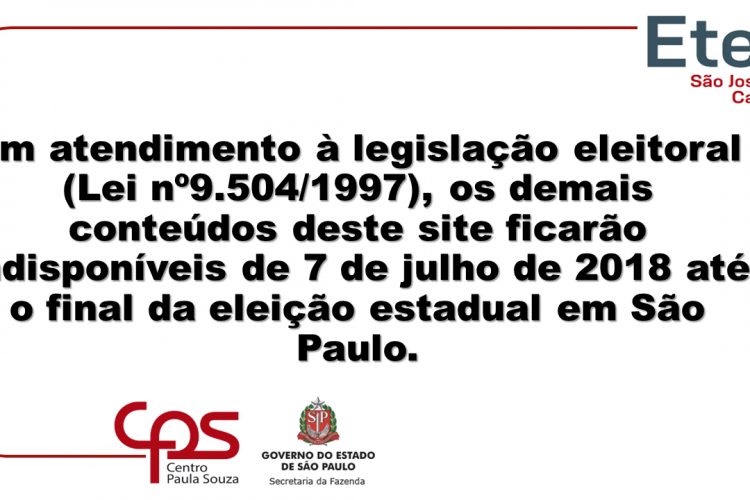 Ete
São Jos
Ca
m atendimento à legislação eleitoral
(Lei nº9.504/1997), os demais
conteúdos deste site ficarão
disponíveis de 7 de julho de 2018 até
o final da eleição estadual em São
Paulo.
cps
Centro
Paula Souza
SP
GOVERNO DO ESTADO
DE SÃO PAULO
Secretaria da Fazenda